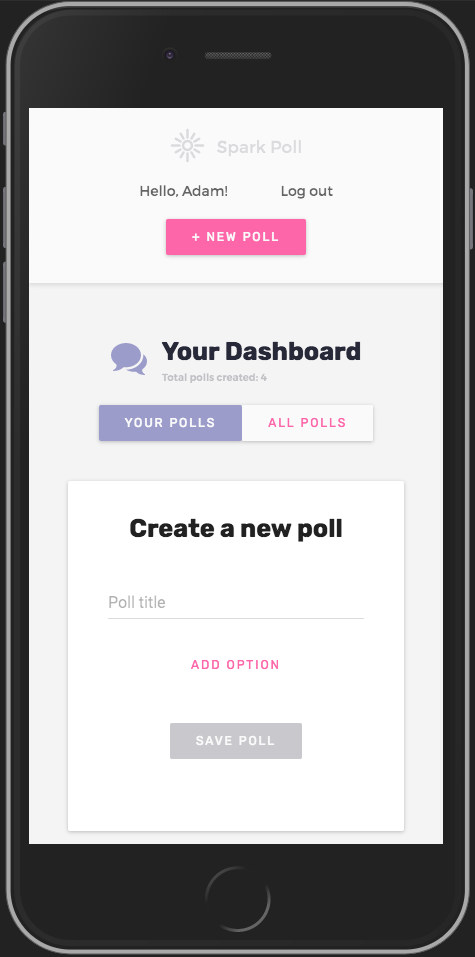 Spark Poll
Hello, Adam! Log out
+ NEW POLL
Your Dashboard
Total polls created: 4
YOUR POLLS ALL POLLS
Create a new poll
Poll title
ADD OPTION
SAVE POLL